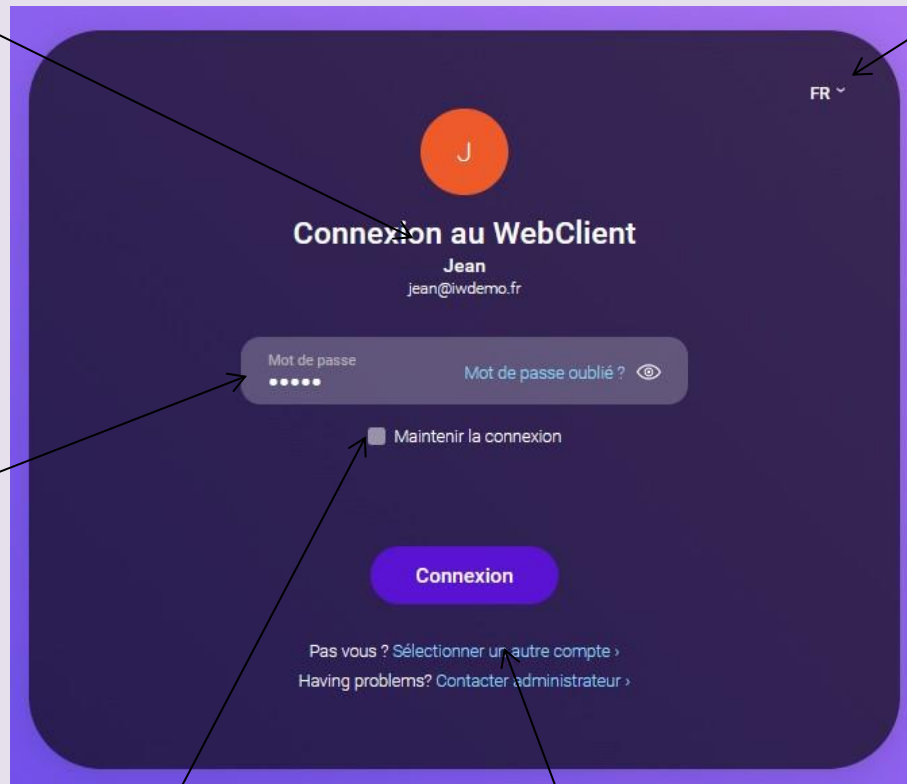 FR
J
Connexion au WebClient
Jean
jean@iwdemo.fr
Mot de passe
Mot de passe oublié ?
Maintenir la connexion
Connexion
Pas vous ? Sélectionner un autre compte ›
Having problems? Contacter administrateur ›